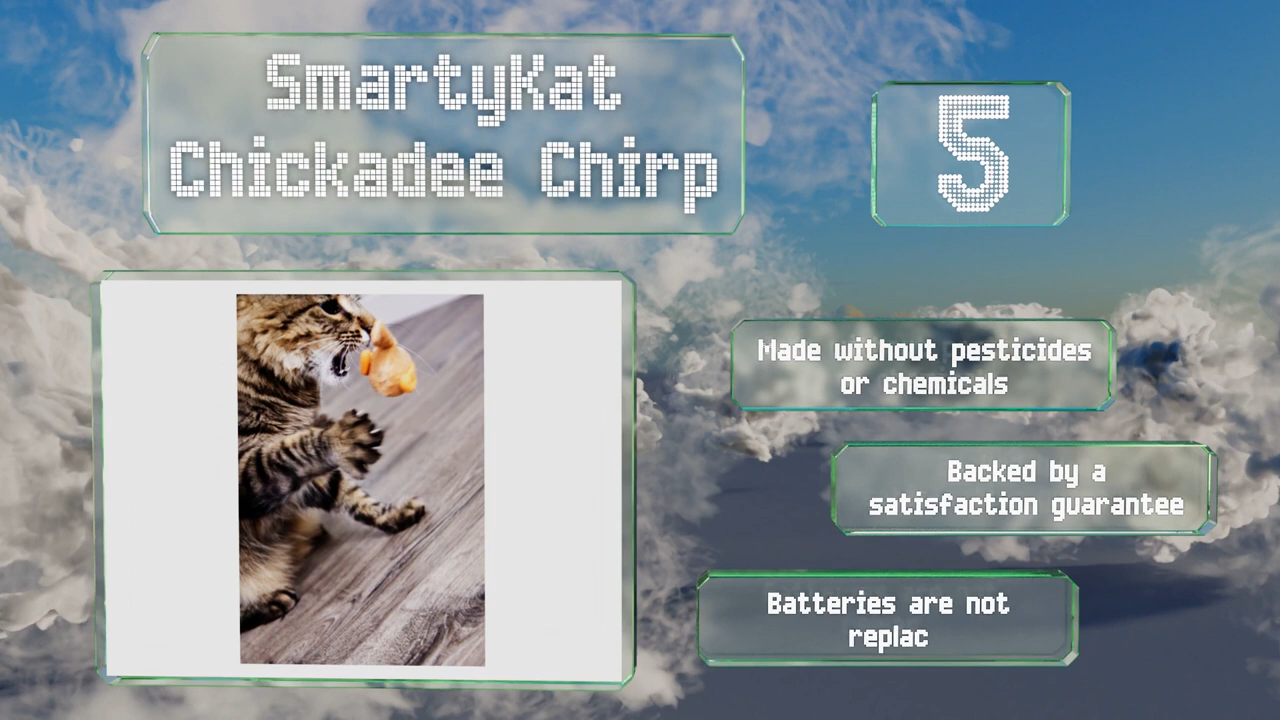 SmartyKat
Chickadee Chirp
5
Made without pesticides
or chemicals
Backed by a
satisfaction guarantee
Batteries are not
replac